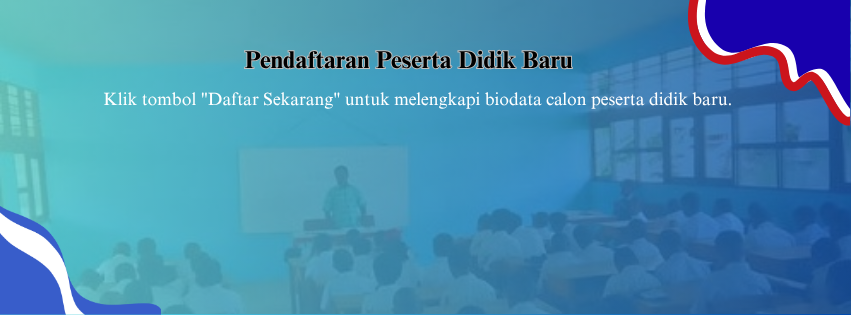 Pendaftaran Peserta Didik Baru
Klik tombol "Daftar Sekarang" untuk melengkapi biodata calon peserta didik baru.